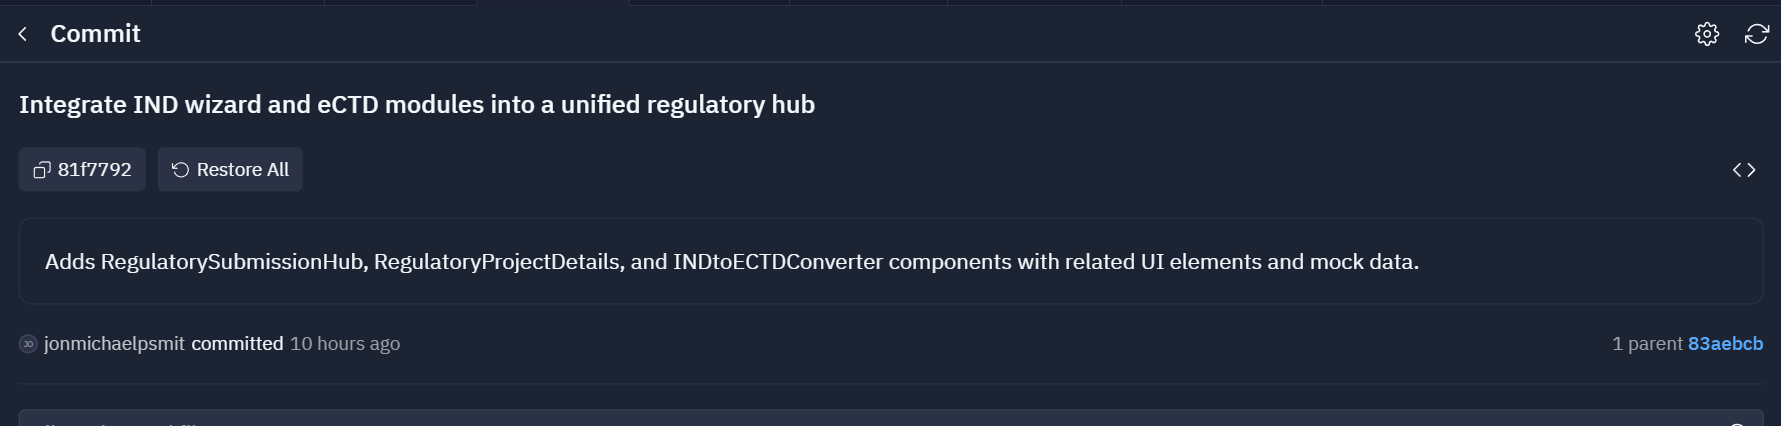 Commit
Integrate IND wizard and eCTD modules into a unified regulatory hub
81f7792 Restore All
Adds RegulatorySubmissionHub, RegulatoryProjectDetails, and INDtoECTDConverter components with related UI elements and mock data.
JO jonmichaelpsmit committed 10 hours ago 1 parent 83aebcb